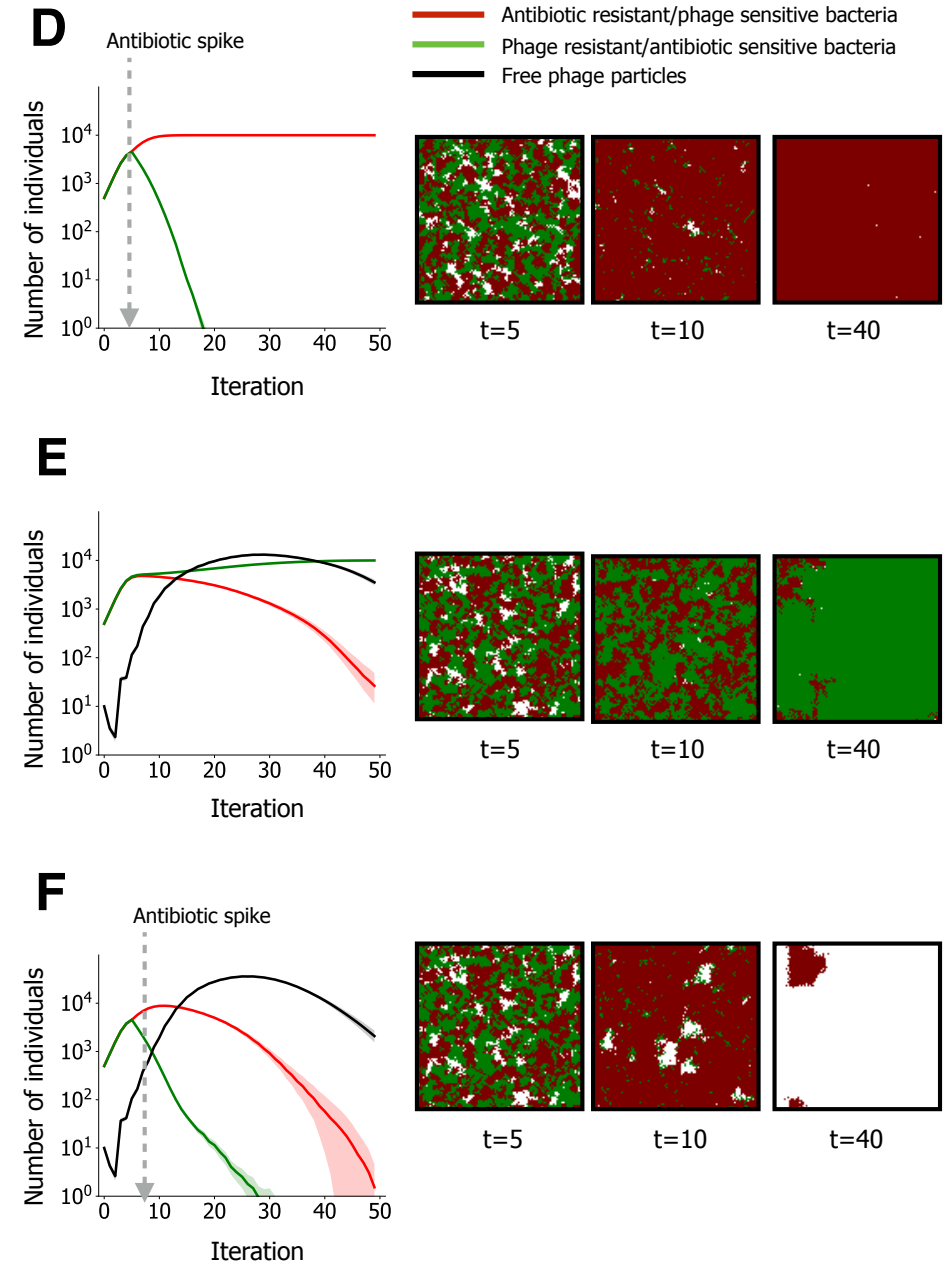 D
Antibiotic resistant/phage sensitive bacteria
Phage resistant/antibiotic sensitive bacteria
Free phage particles
Antibiotic spike
Number of individuals
10^4
10^3
10^2
10^1
10^0
0 10 20 30 40 50
Iteration
t=5 t=10 t=40
E
Number of individuals
10^4
10^3
10^2
10^1
10^0
0 10 20 30 40 50
Iteration
t=5 t=10 t=40
F
Antibiotic spike
Number of individuals
10^4
10^3
10^2
10^1
10^0
0 10 20 30 40 50
Iteration
t=5 t=10 t=40